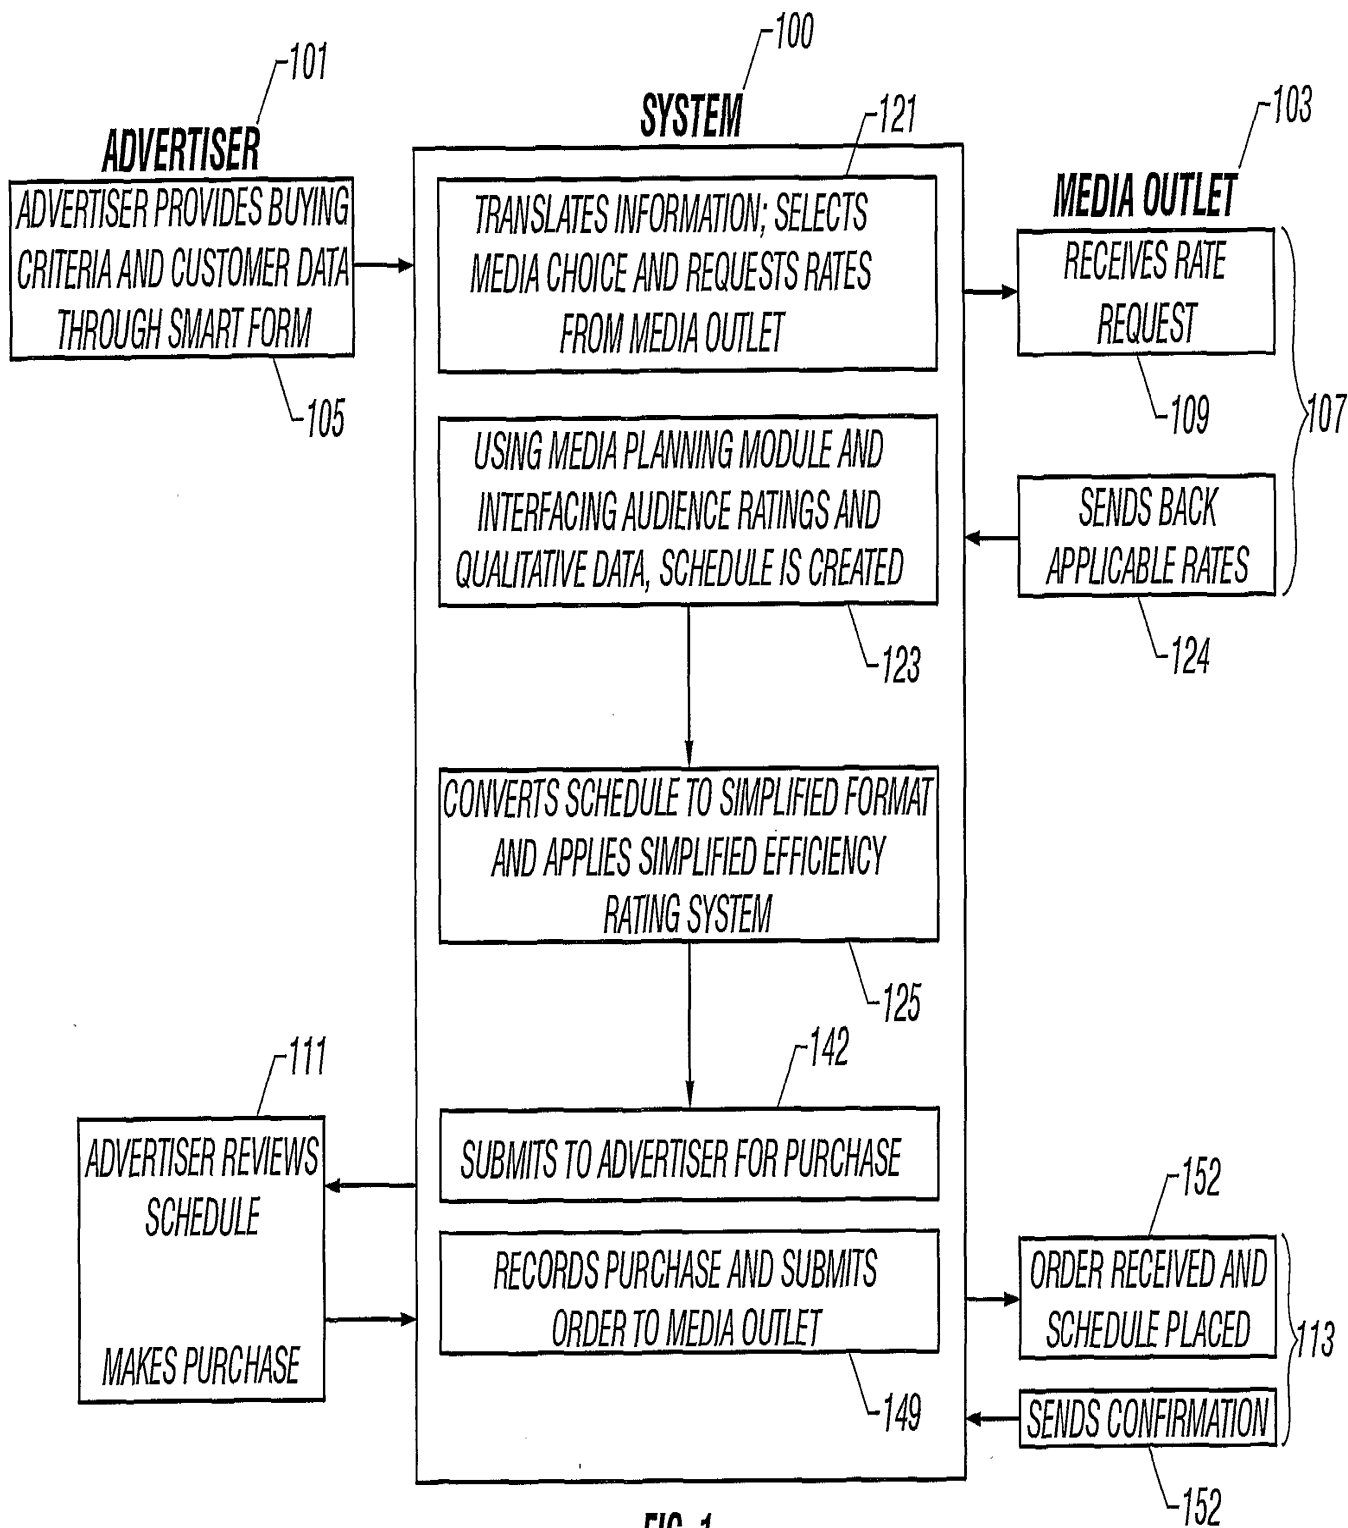 100
101
SYSTEM
121
103
ADVERTISER
MEDIA OUTLET
ADVERTISER PROVIDES BUYING
CRITERIA AND CUSTOMER DATA
THROUGH SMART FORM
105
TRANSLATES INFORMATION; SELECTS
MEDIA CHOICE AND REQUESTS RATES
FROM MEDIA OUTLET
RECEIVES RATE
REQUEST
109
107
USING MEDIA PLANNING MODULE AND
INTERFACING AUDIENCE RATINGS AND
QUALITATIVE DATA, SCHEDULE IS CREATED
123
SENDS BACK
APPLICABLE RATES
124
CONVERTS SCHEDULE TO SIMPLIFIED FORMAT
AND APPLIES SIMPLIFIED EFFICIENCY
RATING SYSTEM
125
142
111
SUBMITS TO ADVERTISER FOR PURCHASE
ADVERTISER REVIEWS
SCHEDULE
MAKES PURCHASE
RECORDS PURCHASE AND SUBMITS
ORDER TO MEDIA OUTLET
149
152
ORDER RECEIVED AND
SCHEDULE PLACED
113
SENDS CONFIRMATION
152
FIG. 1